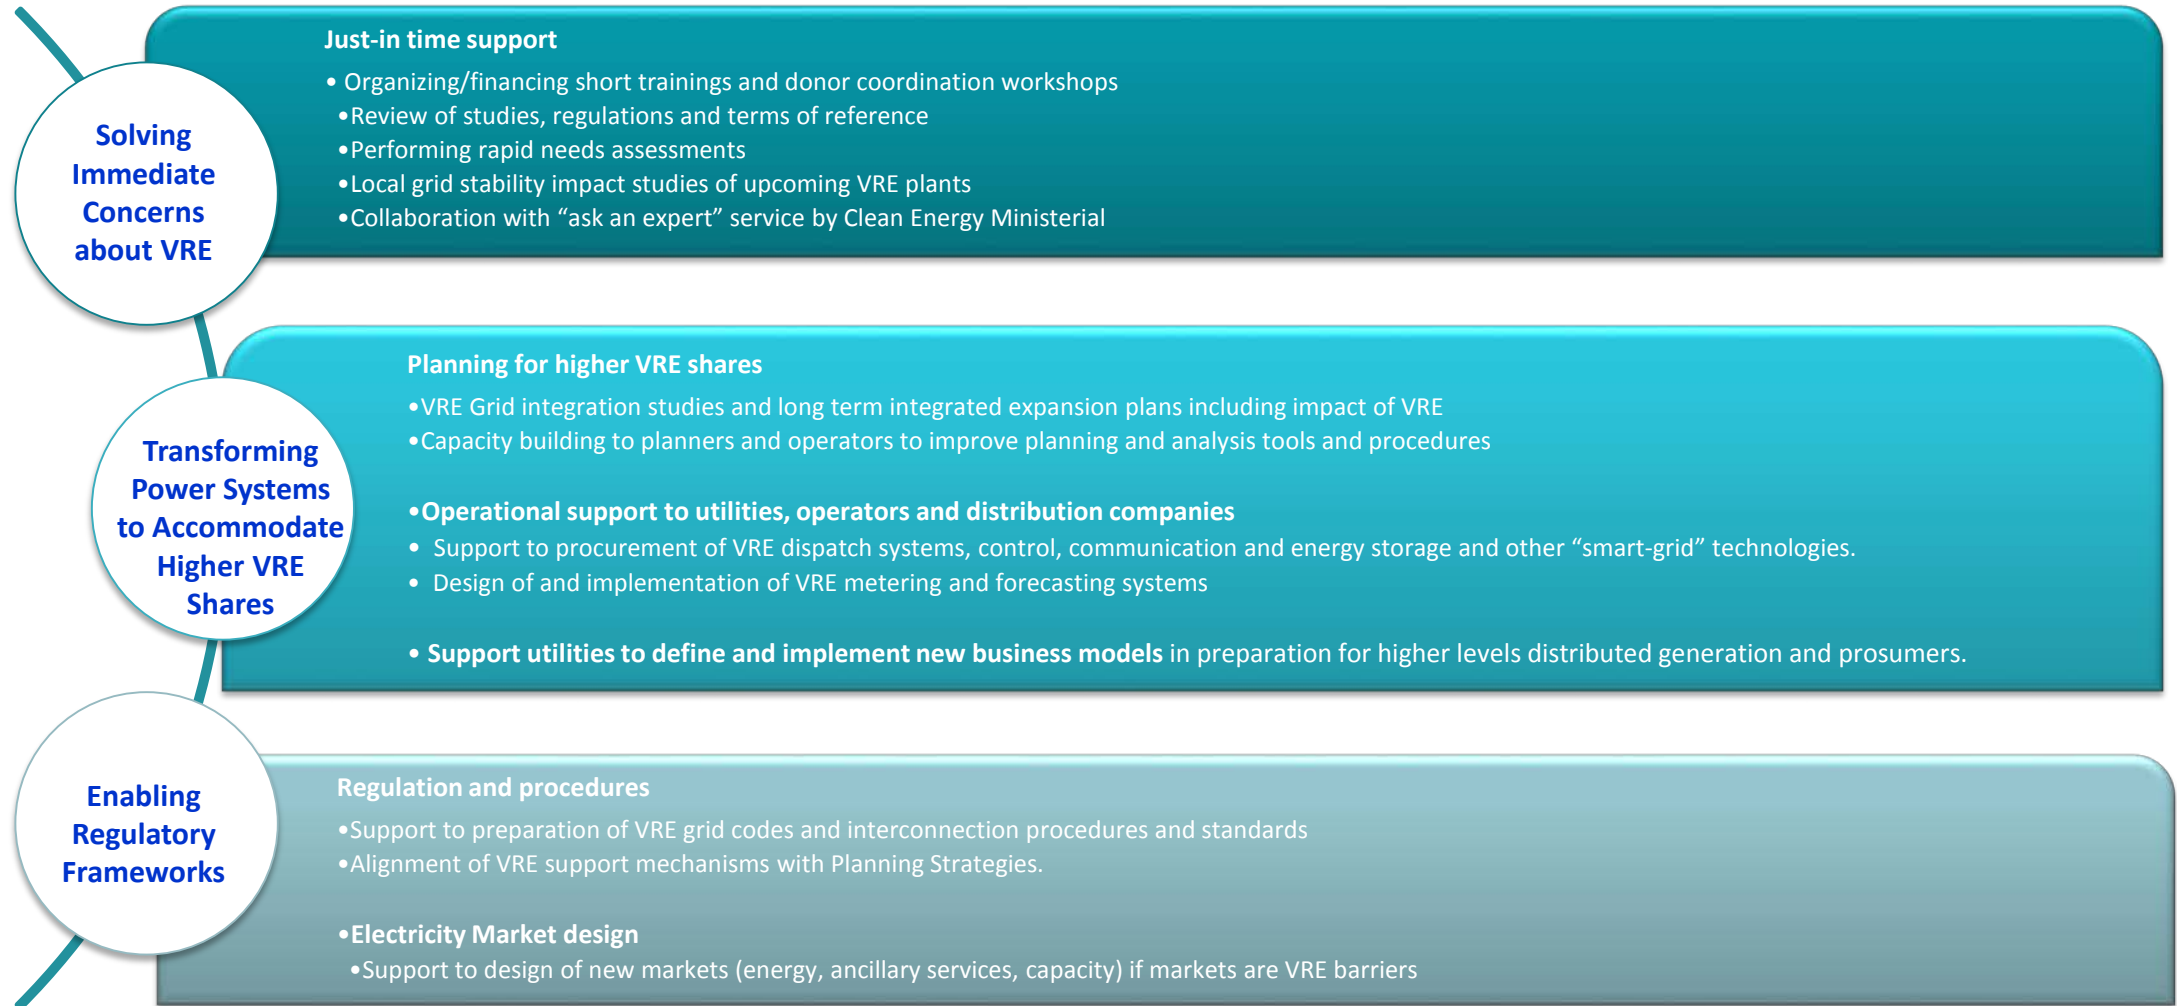 Solving
Immediate
Concerns
about VRE
Just-in time support
• Organizing/financing short trainings and donor coordination workshops
•Review of studies, regulations and terms of reference
•Performing rapid needs assessments
•Local grid stability impact studies of upcoming VRE plants
•Collaboration with “ask an expert” service by Clean Energy Ministerial
Transforming
Power Systems
to Accommodate
Higher VRE
Shares
Planning for higher VRE shares
•VRE Grid integration studies and long term integrated expansion plans including impact of VRE
•Capacity building to planners and operators to improve planning and analysis tools and procedures
•Operational support to utilities, operators and distribution companies
• Support to procurement of VRE dispatch systems, control, communication and energy storage and other “smart-grid” technologies.
• Design of and implementation of VRE metering and forecasting systems
• Support utilities to define and implement new business models in preparation for higher levels distributed generation and prosumers.
Enabling
Regulatory
Frameworks
Regulation and procedures
•Support to preparation of VRE grid codes and interconnection procedures and standards
•Alignment of VRE support mechanisms with Planning Strategies.
•Electricity Market design
•Support to design of new markets (energy, ancillary services, capacity) if markets are VRE barriers